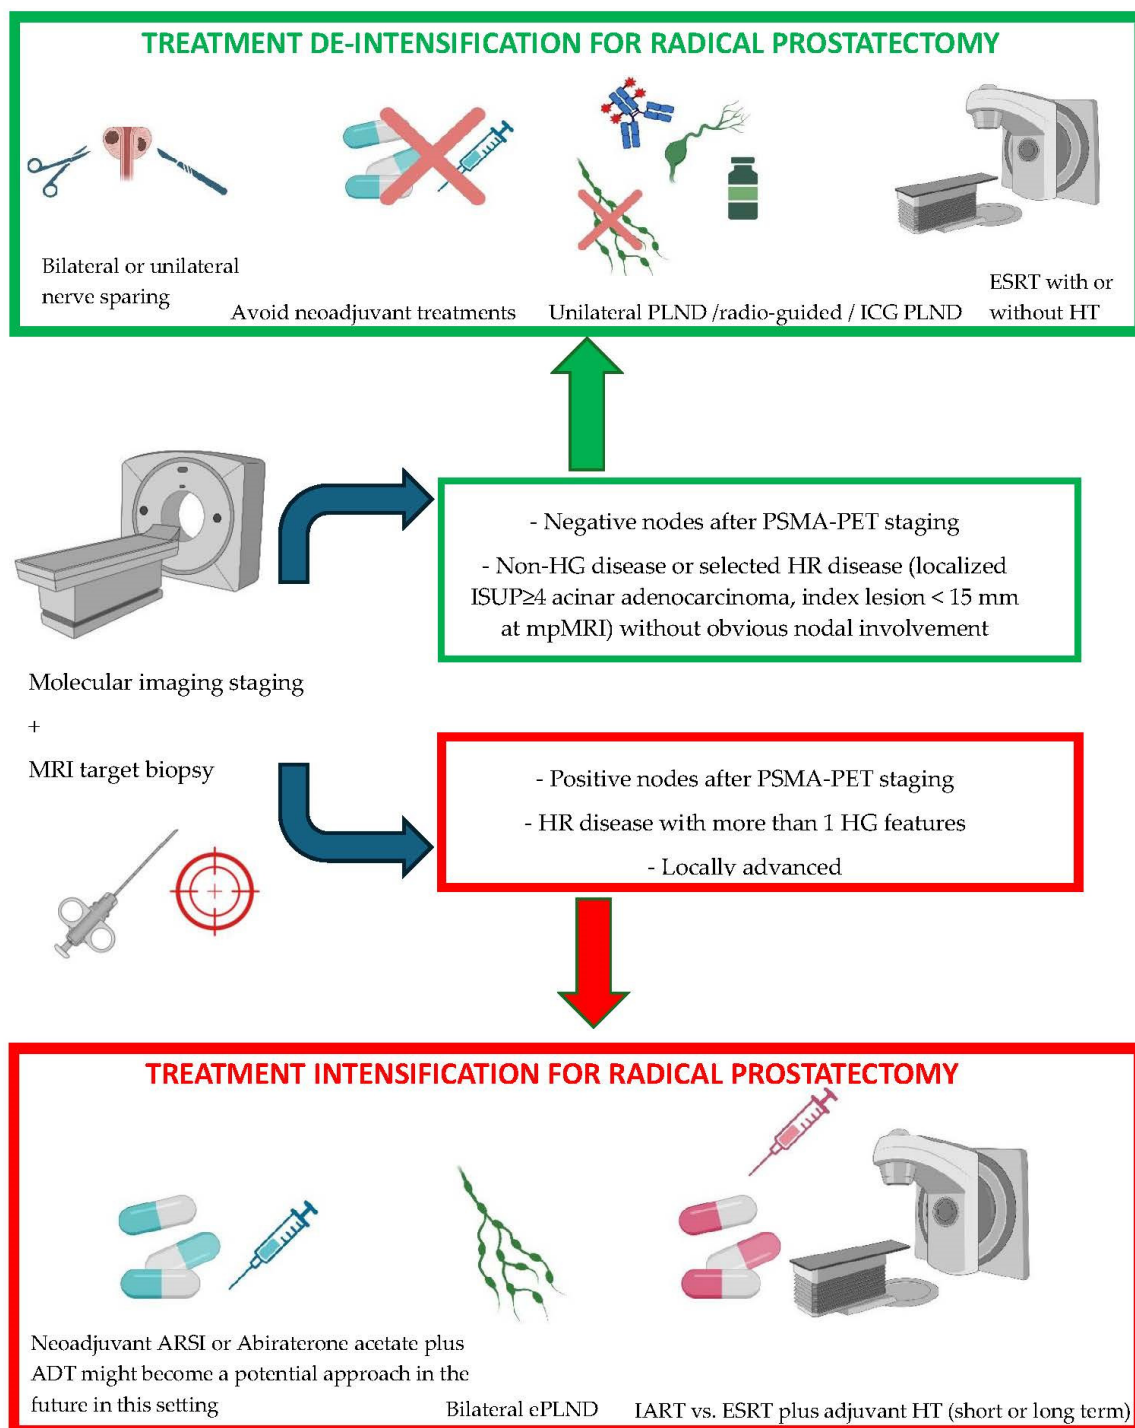 TREATMENT DE-INTENSIFICATION FOR RADICAL PROSTATECTOMY
Bilateral or unilateral
nerve sparing
Avoid neoadjuvant treatments
Unilateral PLND /radio-guided / ICG PLND
ESRT with or
without HT
- Negative nodes after PSMA-PET staging
- Non-HG disease or selected HR disease (localized
ISUP≥4 acinar adenocarcinoma, index lesion < 15 mm
at mpMRI) without obvious nodal involvement
Molecular imaging staging
+
MRI target biopsy
- Positive nodes after PSMA-PET staging
- HR disease with more than 1 HG features
- Locally advanced
TREATMENT INTENSIFICATION FOR RADICAL PROSTATECTOMY
Neoadjuvant ARSI or Abiraterone acetate plus
ADT might become a potential approach in the
future in this setting
Bilateral ePLND
IART vs. ESRT plus adjuvant HT (short or long term)